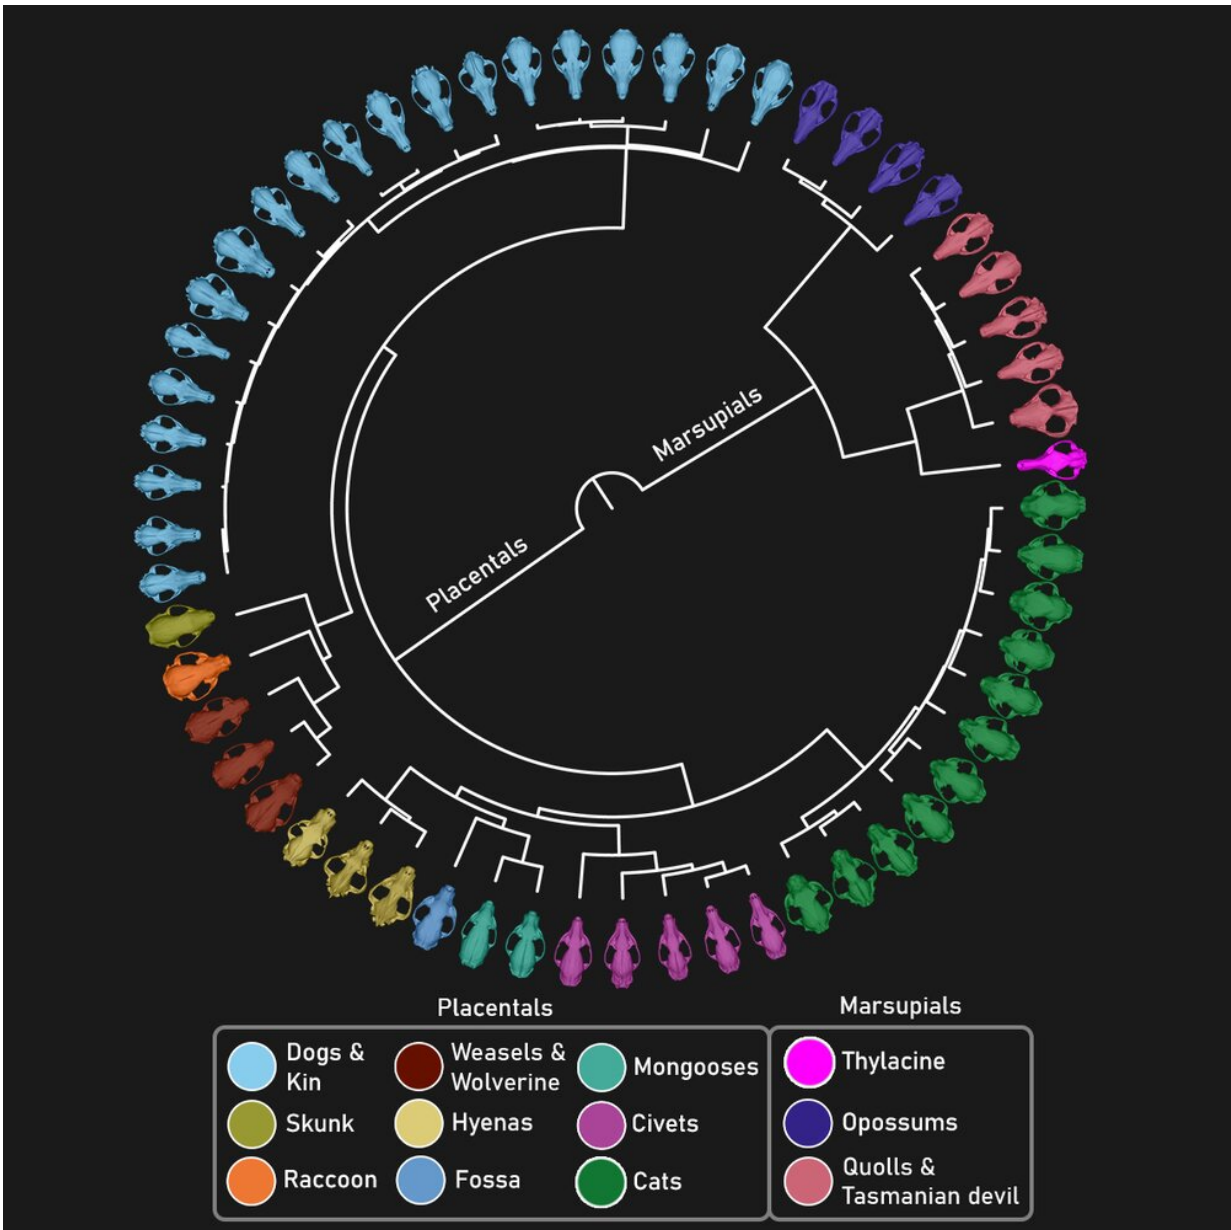 Marsupials
Placentals
Placentals
Marsupials
Dogs &
Kin
Weasels &
Wolverine
Mongooses
Thylacine
Skunk
Hyenas
Civets
Opossums
Raccoon
Fossa
Cats
Quolls &
Tasmanian devil